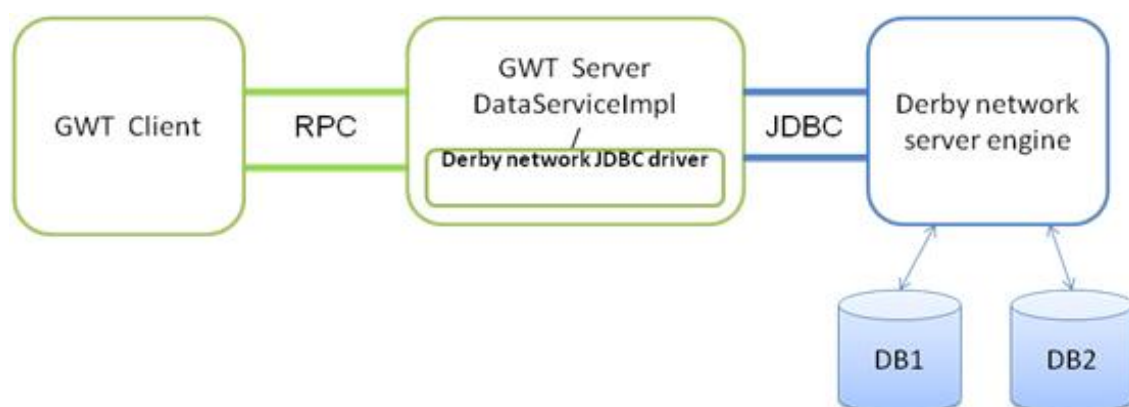 GWT Client
RPC
GWT Server
DataServiceImpl
/
Derby network JDBC driver
JDBC
Derby network
server engine
DB1
DB2